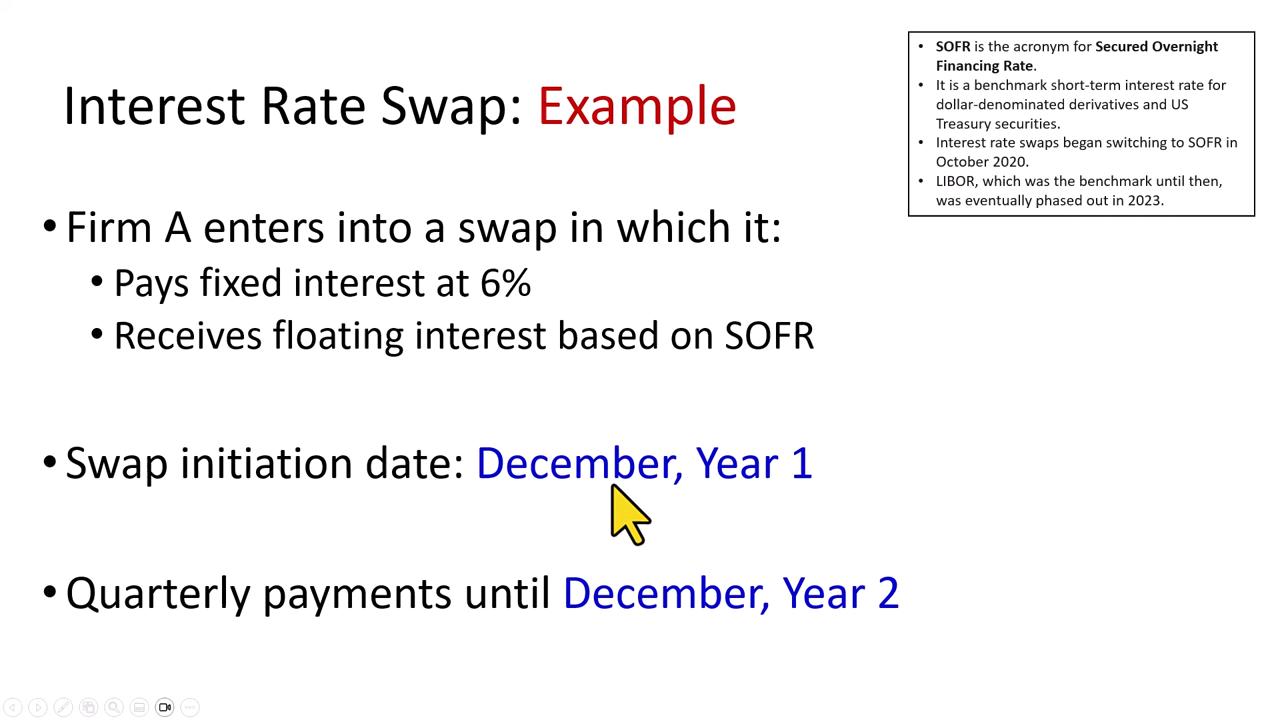 Interest Rate Swap: Example
• SOFR is the acronym for Secured Overnight
Financing Rate.
• It is a benchmark short-term interest rate for
dollar-denominated derivatives and US
Treasury securities.
• Interest rate swaps began switching to SOFR in
October 2020.
• LIBOR, which was the benchmark until then,
was eventually phased out in 2023.
• Firm A enters into a swap in which it:
• Pays fixed interest at 6%
• Receives floating interest based on SOFR
• Swap initiation date: December, Year 1
• Quarterly payments until December, Year 2